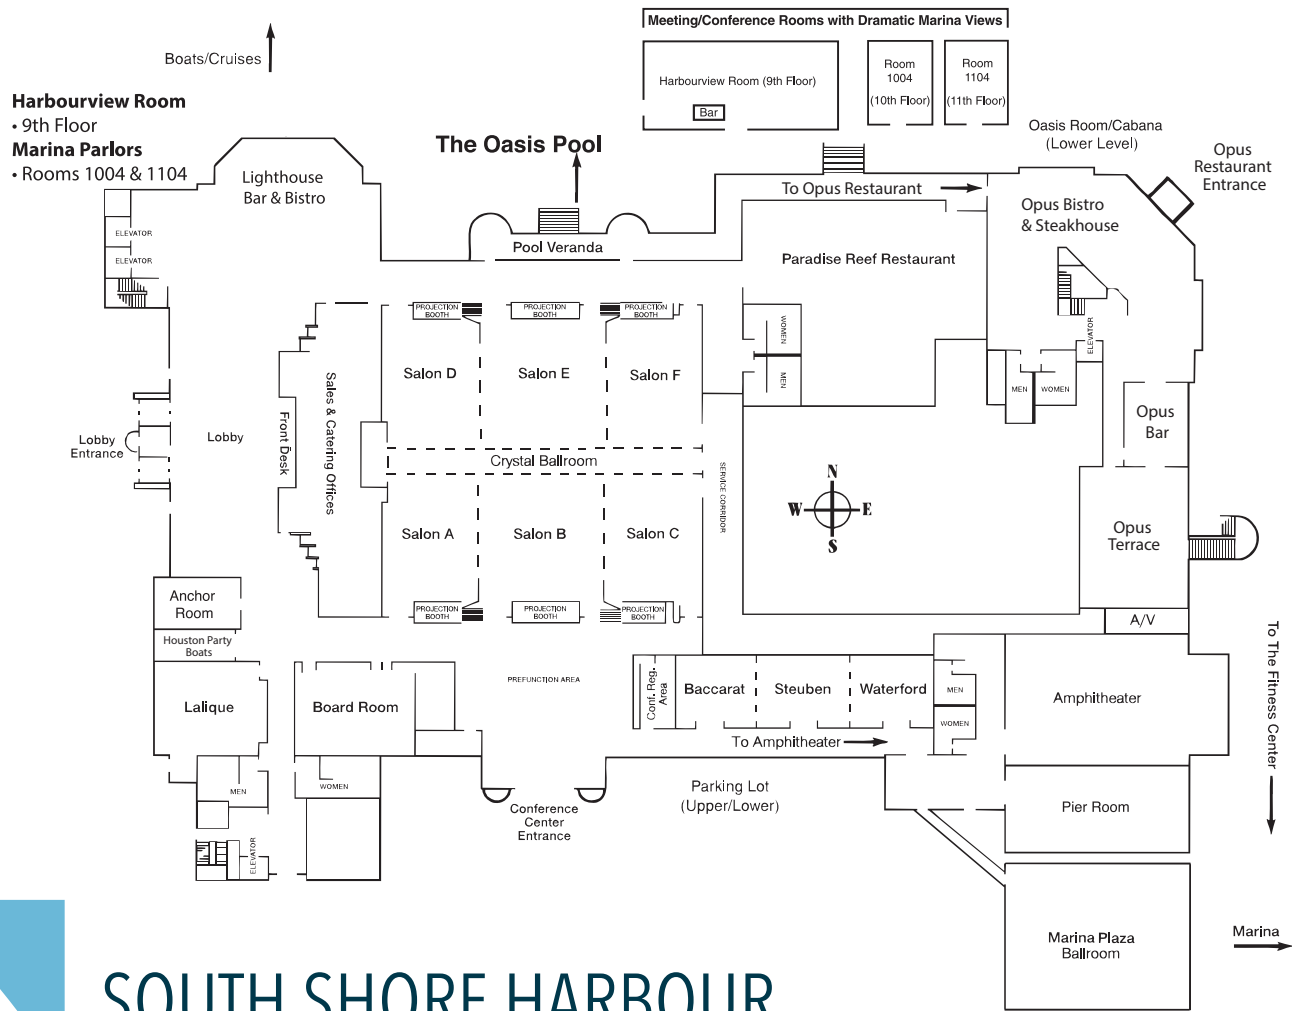 Meeting/Conference Rooms with Dramatic Marina Views
Boats/Cruises
Harbourview Room (9th Floor)
Bar
Room
1004
(10th Floor)
Room
1104
(11th Floor)
Harbourview Room
• 9th Floor
Marina Parlors
• Rooms 1004 & 1104
The Oasis Pool
Oasis Room/Cabana
(Lower Level)
Opus
Restaurant
Entrance
Lighthouse
Bar & Bistro
To Opus Restaurant
Opus Bistro
& Steakhouse
ELEVATOR
ELEVATOR
Pool Veranda
Paradise Reef Restaurant
PROJECTION
BOOTH
PROJECTION
BOOTH
PROJECTION
BOOTH
WOMEN
MEN
ELEVATOR
MEN
WOMEN
Salon D
Salon E
Salon F
Sales & Catering Offices
Front Desk
Lobby
Lobby
Entrance
Opus
Bar
Crystal Ballroom
SERVICE CORRIDOR
N
W
E
S
Salon A
Salon B
Salon C
Opus
Terrace
Anchor
Room
PROJECTION
BOOTH
PROJECTION
BOOTH
PROJECTION
BOOTH
A/V
Houston Party
Boats
To The Fitness Center
PREFUNCTION AREA
Lalique
Board Room
Conf. Reg.
Area
Baccarat
Steuben
Waterford
MEN
WOMEN
Amphitheater
To Amphitheater
MEN
WOMEN
Parking Lot
(Upper/Lower)
Pier Room
Conference
Center
Entrance
ELEVATOR
Marina Plaza
Ballroom
Marina
SOUTH SHORE HARBOUR